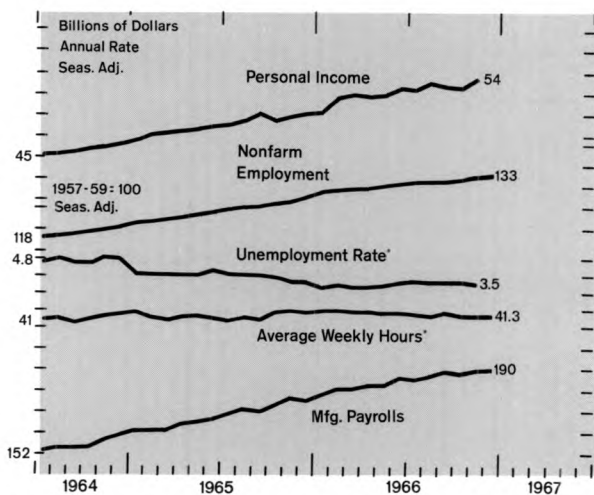 Billions of Dollars
Annual Rate
Seas. Adj.
Personal Income
54
45
Nonfarm
Employment
133
1957-59 = 100
Seas. Adj.
118
4.8
Unemployment Rate*
3.5
41
41.3
Average Weekly Hours*
190
Mfg. Payrolls
152
1964
1965
1966
1967